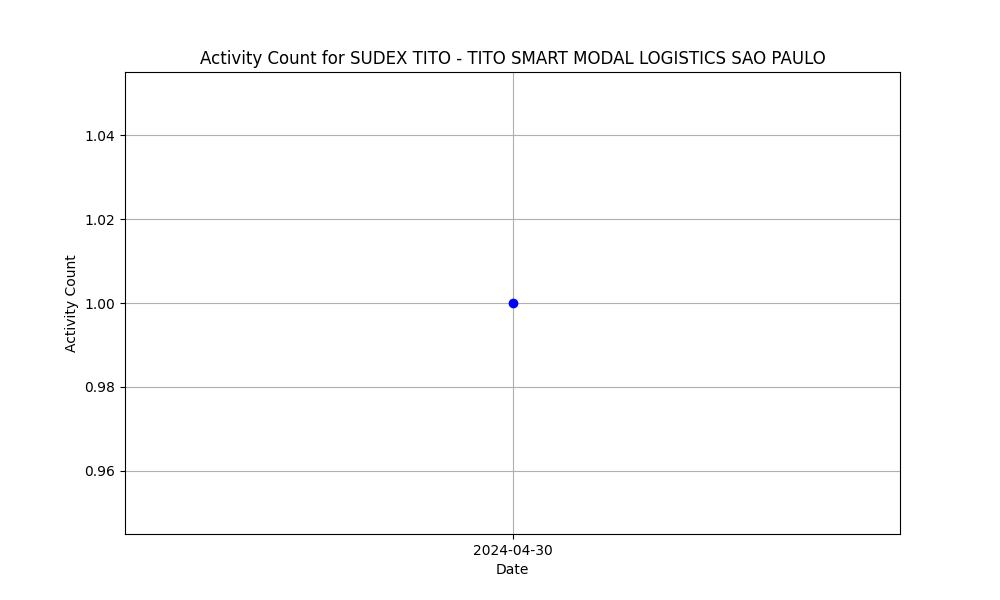 Activity Count for SUDEX TITO - TITO SMART MODAL LOGISTICS SAO PAULO
1.04
1.02
1.00
0.98
0.96
Activity Count
2024-04-30
Date